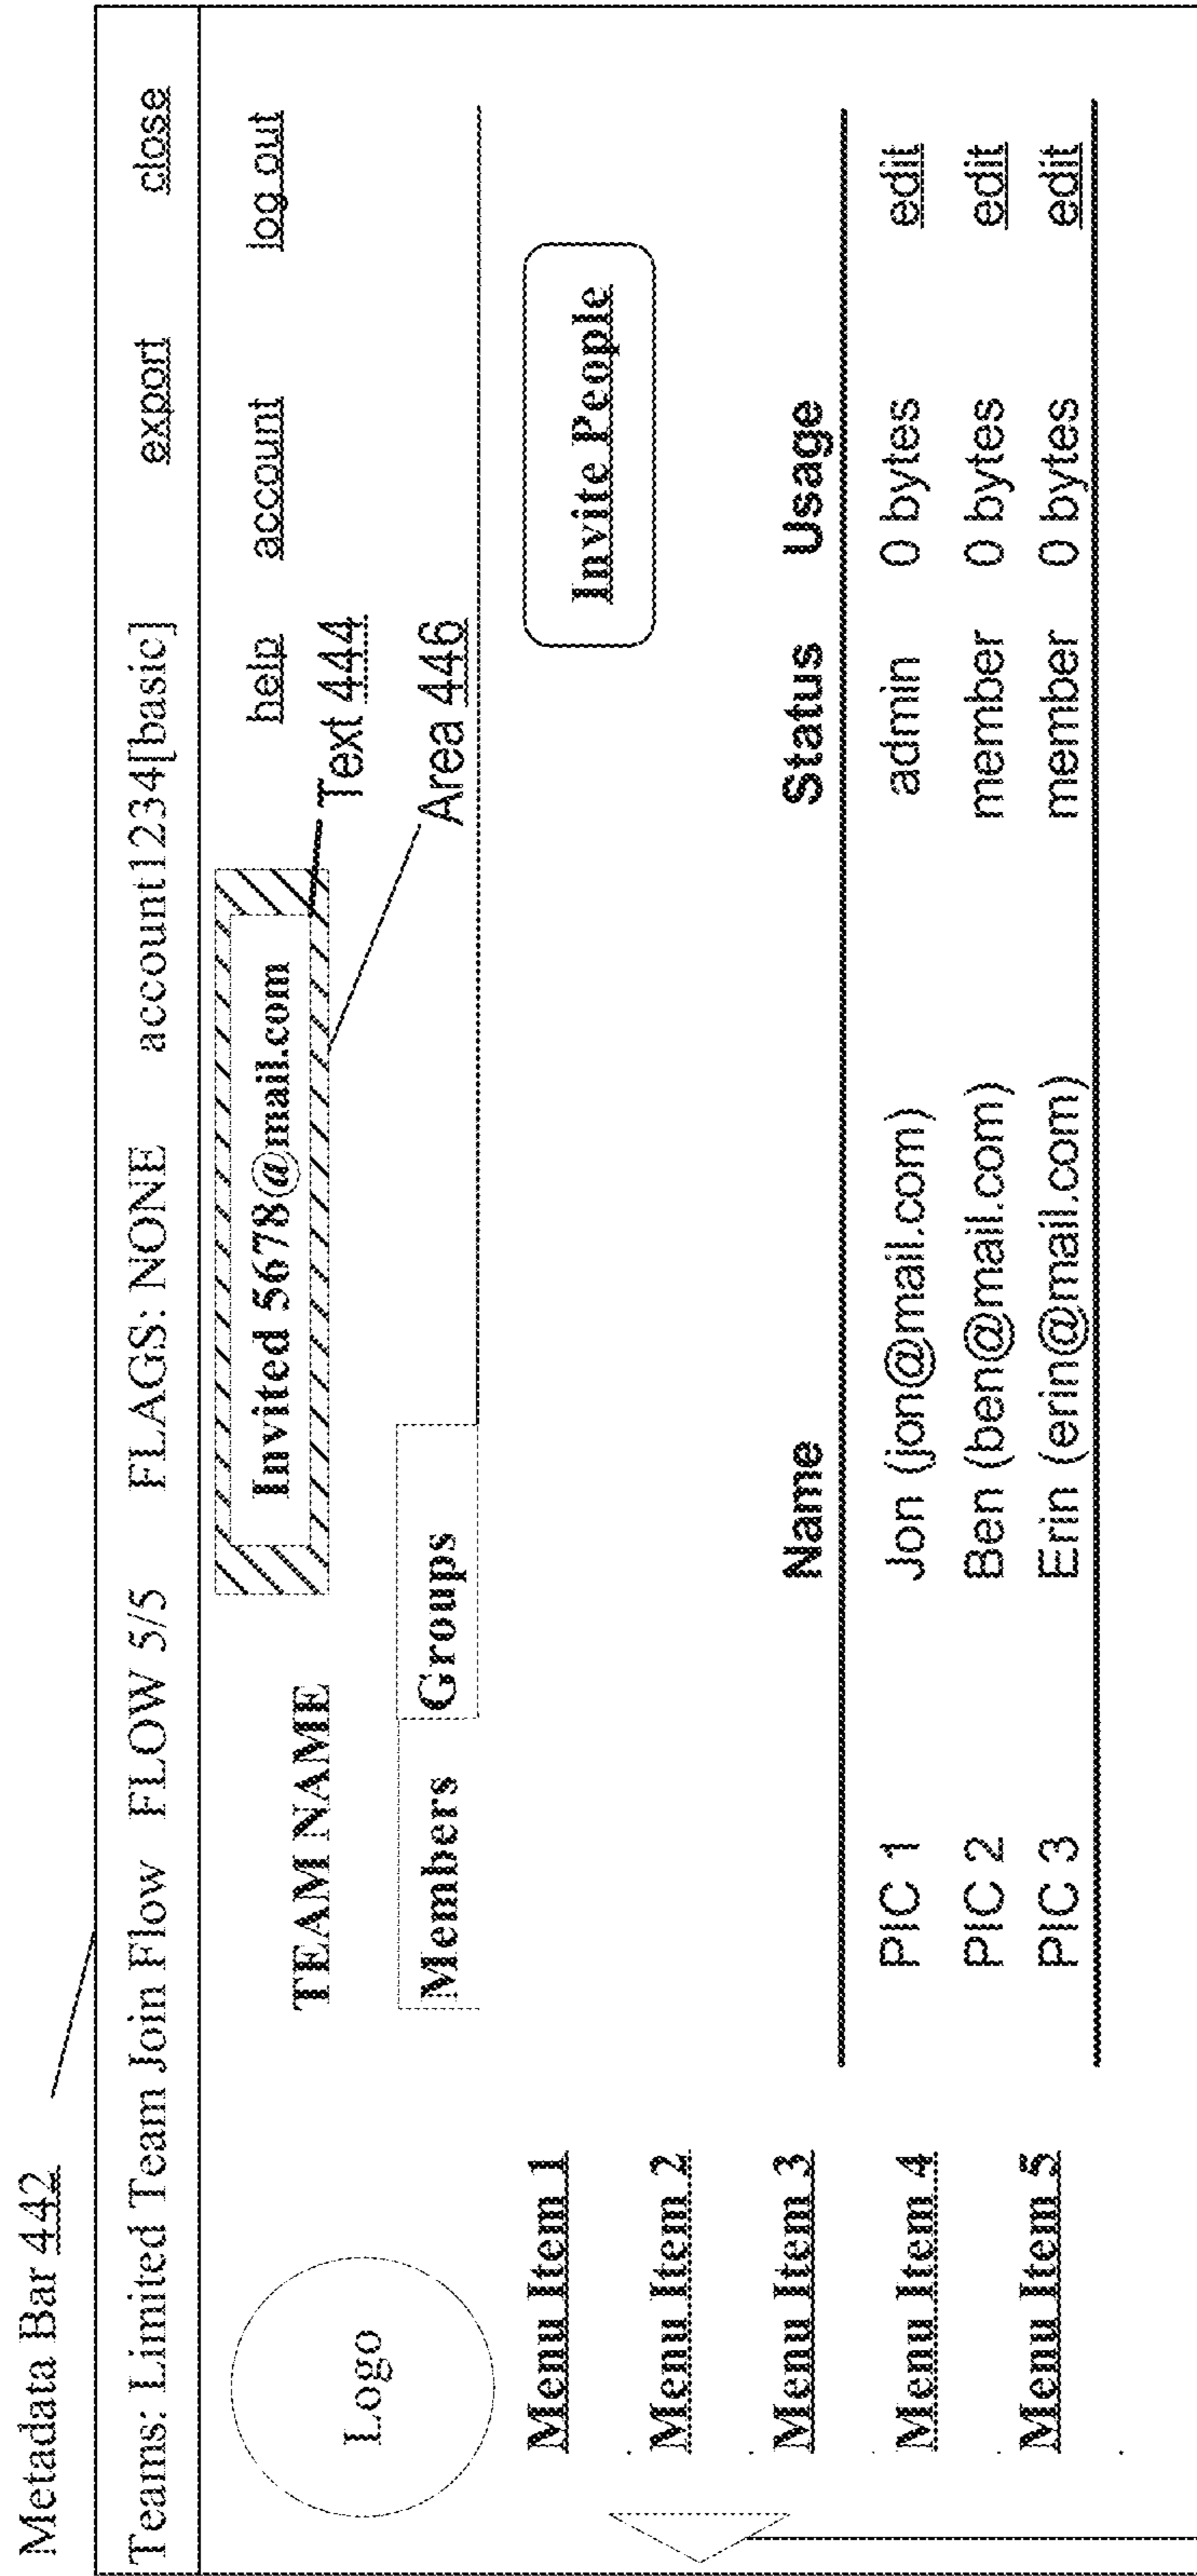 Metadata Bar 442
Teams: Limited Team Join Flow FLOW 5/5 FLAGS: NONE account1234[basic] export close
Invited 5678@mail.com help account log out
TEAM NAME Text 444
Logo
Members Groups Area 446
Menu Item 1 Invite People
Menu Item 2
Menu Item 3 Name Status Usage
Menu Item 4 PIC 1 Jon (jon@mail.com) admin 0 bytes edit
PIC 2 Ben (ben@mail.com) member 0 bytes edit
Menu Item 5 PIC 3 Erin (erin@mail.com) member 0 bytes edit